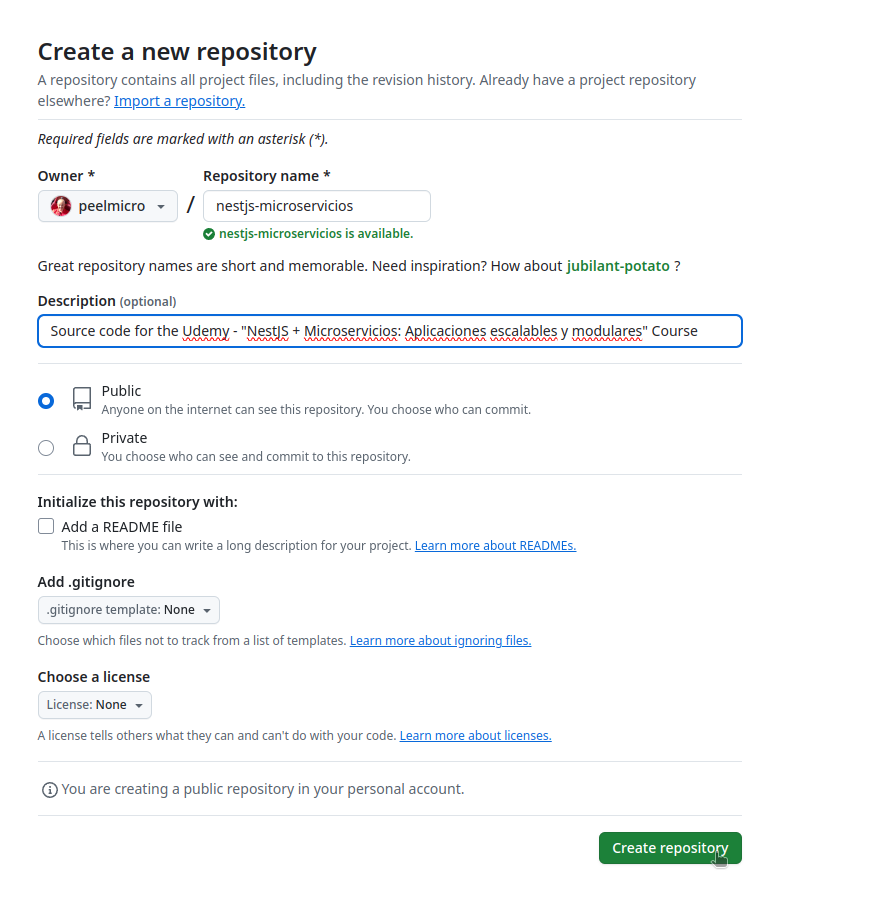 Create a new repository
A repository contains all project files, including the revision history. Already have a project repository
elsewhere? Import a repository.
Required fields are marked with an asterisk (*).
Owner * Repository name *
peelmicro / nestjs-microservicios
nestjs-microservicios is available.
Great repository names are short and memorable. Need inspiration? How about jubilant-potato ?
Description (optional)
Source code for the Udemy - "NestJS + Microservicios: Aplicaciones escalables y modulares" Course
Public
Anyone on the internet can see this repository. You choose who can commit.
Private
You choose who can see and commit to this repository.
Initialize this repository with:
Add a README file
This is where you can write a long description for your project. Learn more about READMEs.
Add .gitignore
.gitignore template: None
Choose which files not to track from a list of templates. Learn more about ignoring files.
Choose a license
License: None
A license tells others what they can and can't do with your code. Learn more about licenses.
You are creating a public repository in your personal account.
Create repository